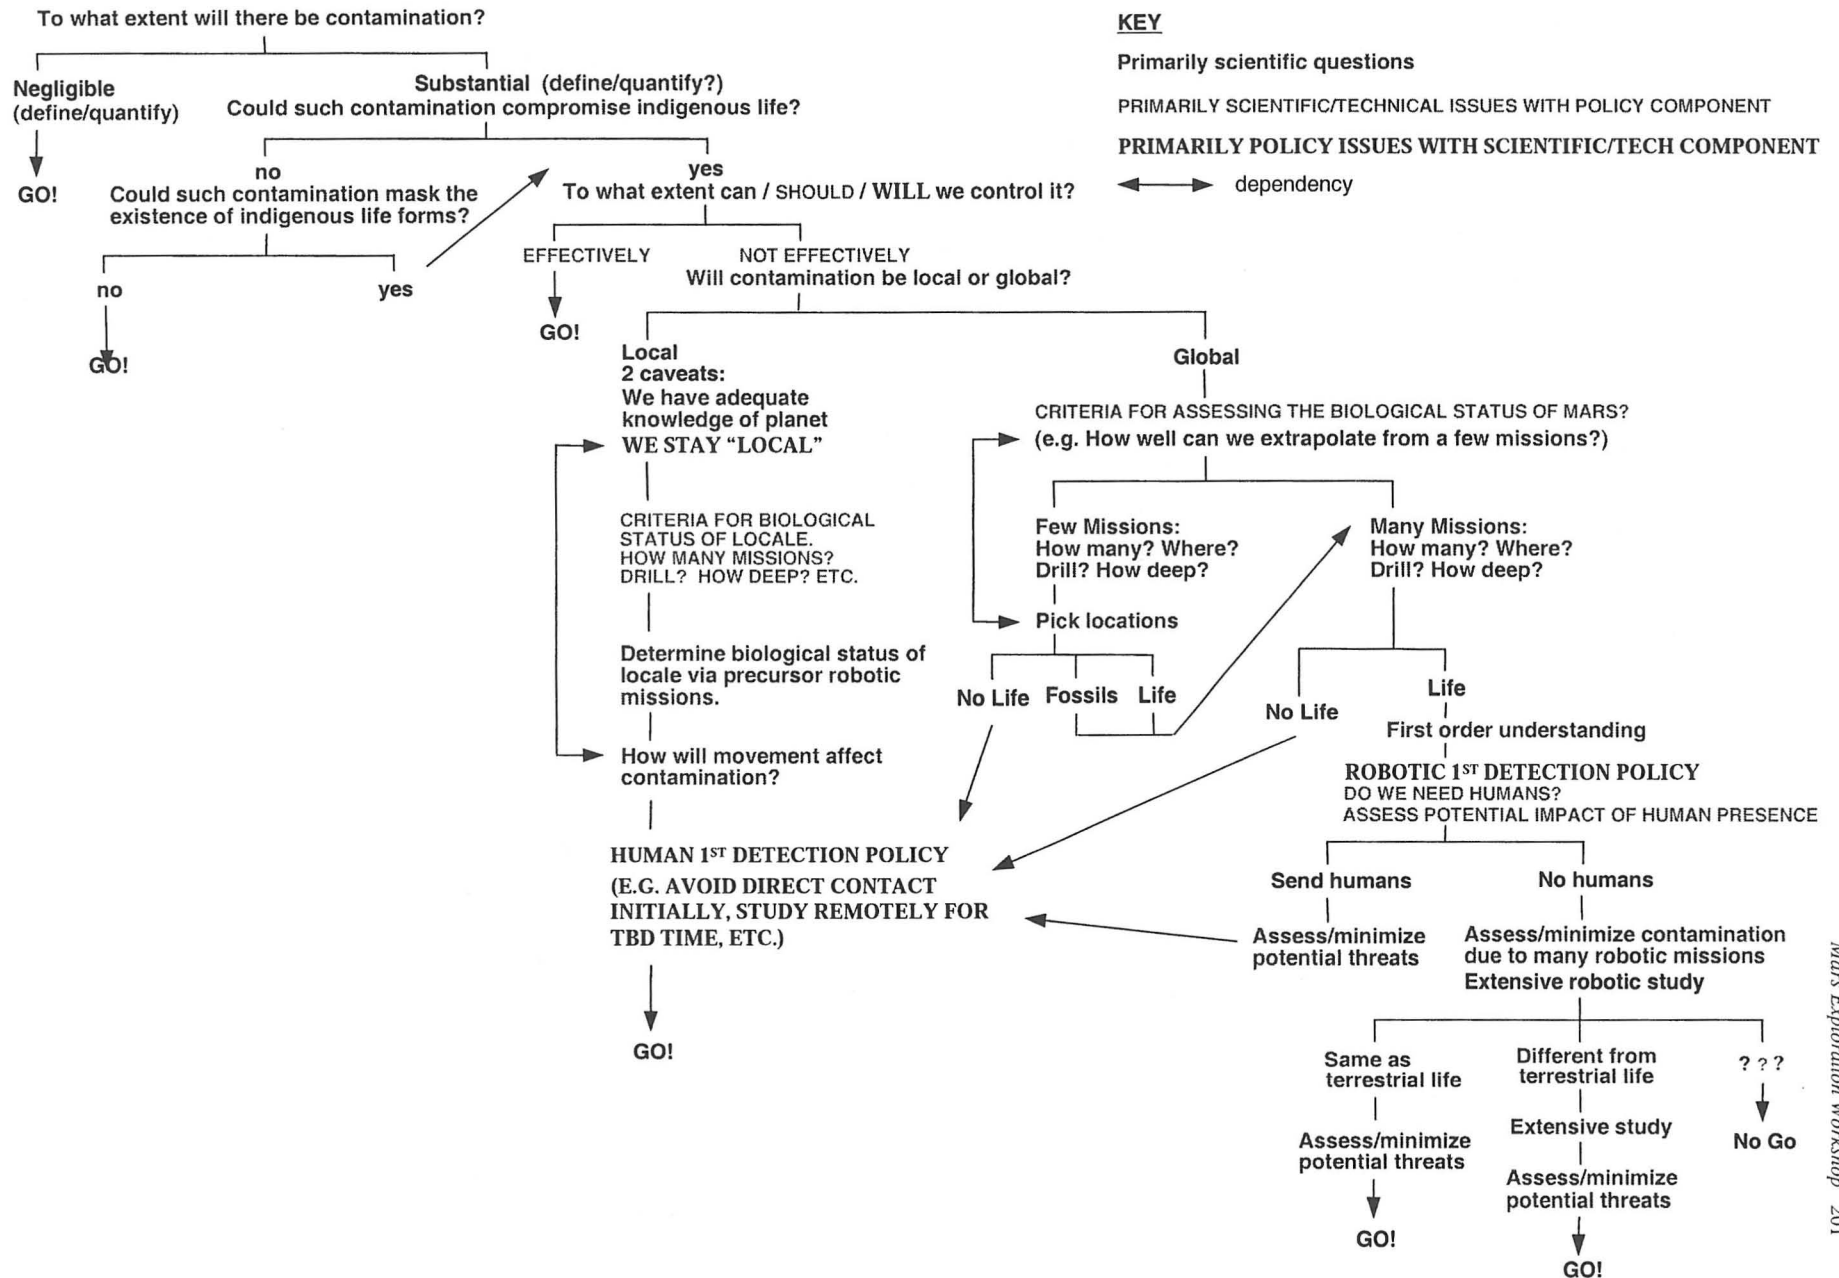 To what extent will there be contamination?
Negligible
(define/quantify)
GO!
Substantial (define/quantify?)
Could such contamination compromise indigenous life?
no
Could such contamination mask the
existence of indigenous life forms?
no
GO!
yes
yes
To what extent can / SHOULD / WILL we control it?
EFFECTIVELY
GO!
NOT EFFECTIVELY
Will contamination be local or global?
KEY
Primarily scientific questions
PRIMARILY SCIENTIFIC/TECHNICAL ISSUES WITH POLICY COMPONENT
PRIMARILY POLICY ISSUES WITH SCIENTIFIC/TECH COMPONENT
dependency
Local
2 caveats:
We have adequate
knowledge of planet
WE STAY “LOCAL”
CRITERIA FOR BIOLOGICAL
STATUS OF LOCALE.
HOW MANY MISSIONS?
DRILL? HOW DEEP? ETC.
Determine biological status of
locale via precursor robotic
missions.
How will movement affect
contamination?
HUMAN 1ST DETECTION POLICY
(E.G. AVOID DIRECT CONTACT
INITIALLY, STUDY REMOTELY FOR
TBD TIME, ETC.)
GO!
Global
CRITERIA FOR ASSESSING THE BIOLOGICAL STATUS OF MARS?
(e.g. How well can we extrapolate from a few missions?)
Few Missions:
How many? Where?
Drill? How deep?
Pick locations
No Life
Fossils
Life
Many Missions:
How many? Where?
Drill? How deep?
No Life
Life
First order understanding
ROBOTIC 1ST DETECTION POLICY
DO WE NEED HUMANS?
ASSESS POTENTIAL IMPACT OF HUMAN PRESENCE
Send humans
Assess/minimize
potential threats
No humans
Assess/minimize contamination
due to many robotic missions
Extensive robotic study
Same as
terrestrial life
Assess/minimize
potential threats
GO!
Different from
terrestrial life
Extensive study
Assess/minimize
potential threats
GO!
? ? ?
No Go
Mars Exploration Workshop 201